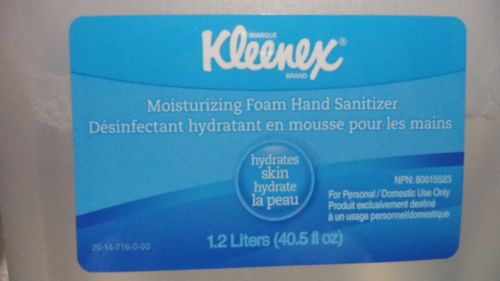 MARQUE
Kleenex®
BRAND
Moisturizing Foam Hand Sanitizer
Désinfectant hydratant en mousse pour les mains
hydrates
skin
hydrate
la peau
NPN: 80015523
For Personal / Domestic Use Only
Produit exclusivement destiné
à un usage personnel/domestique
1.2 Liters (40.5 fl oz)
20-14-716-0-00